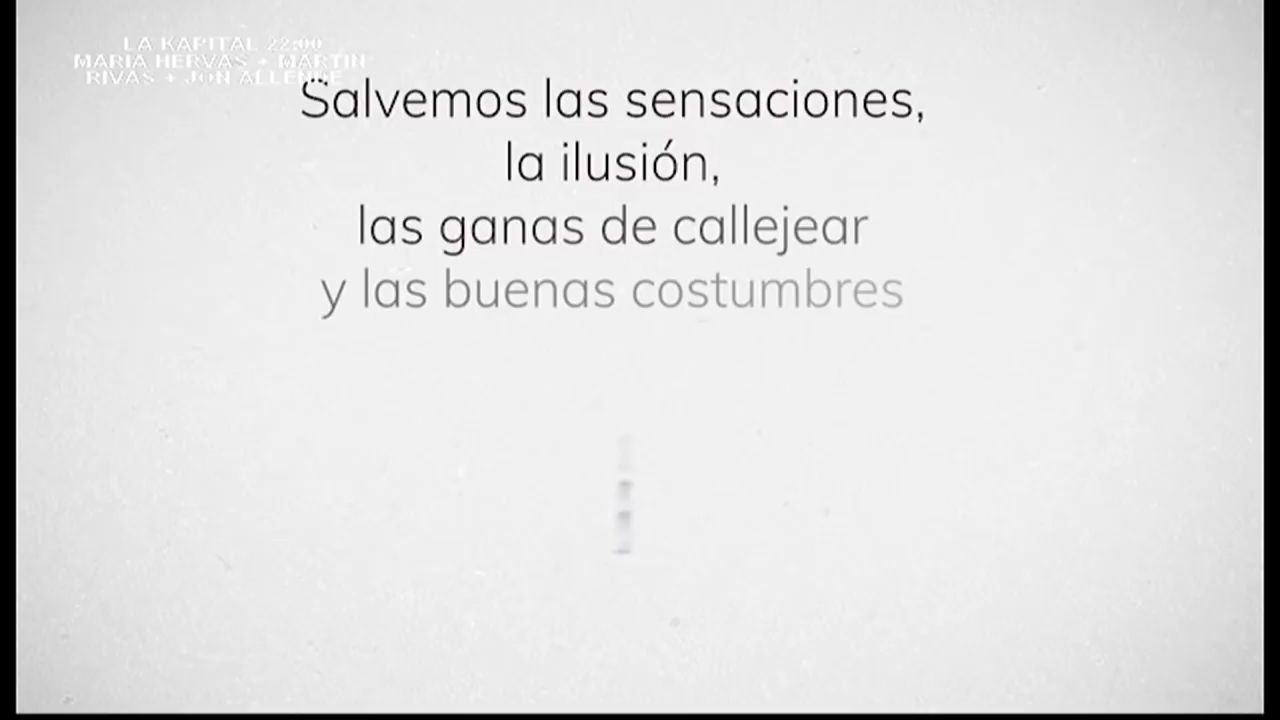 LA KAPITAL 22:00
MARIA HERVAS + MARTIN
RIVAS + JON ALLENDE
Salvemos las sensaciones,
la ilusión,
las ganas de callejear
y las buenas costumbres